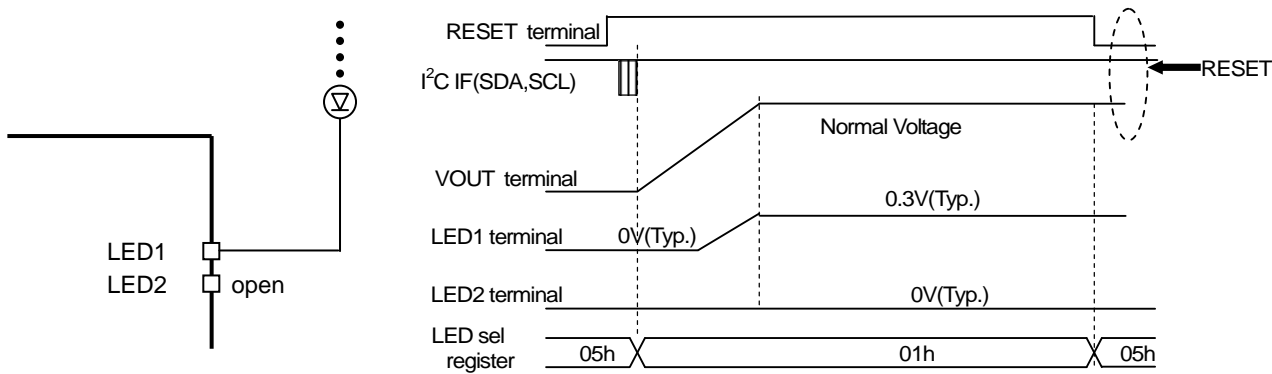 LED1
LED2
open
RESET terminal
I²C IF(SDA,SCL)
RESET
Normal Voltage
VOUT terminal
0.3V(Typ.)
LED1 terminal
0V(Typ.)
LED2 terminal
0V(Typ.)
LED sel
register
05h
01h
05h